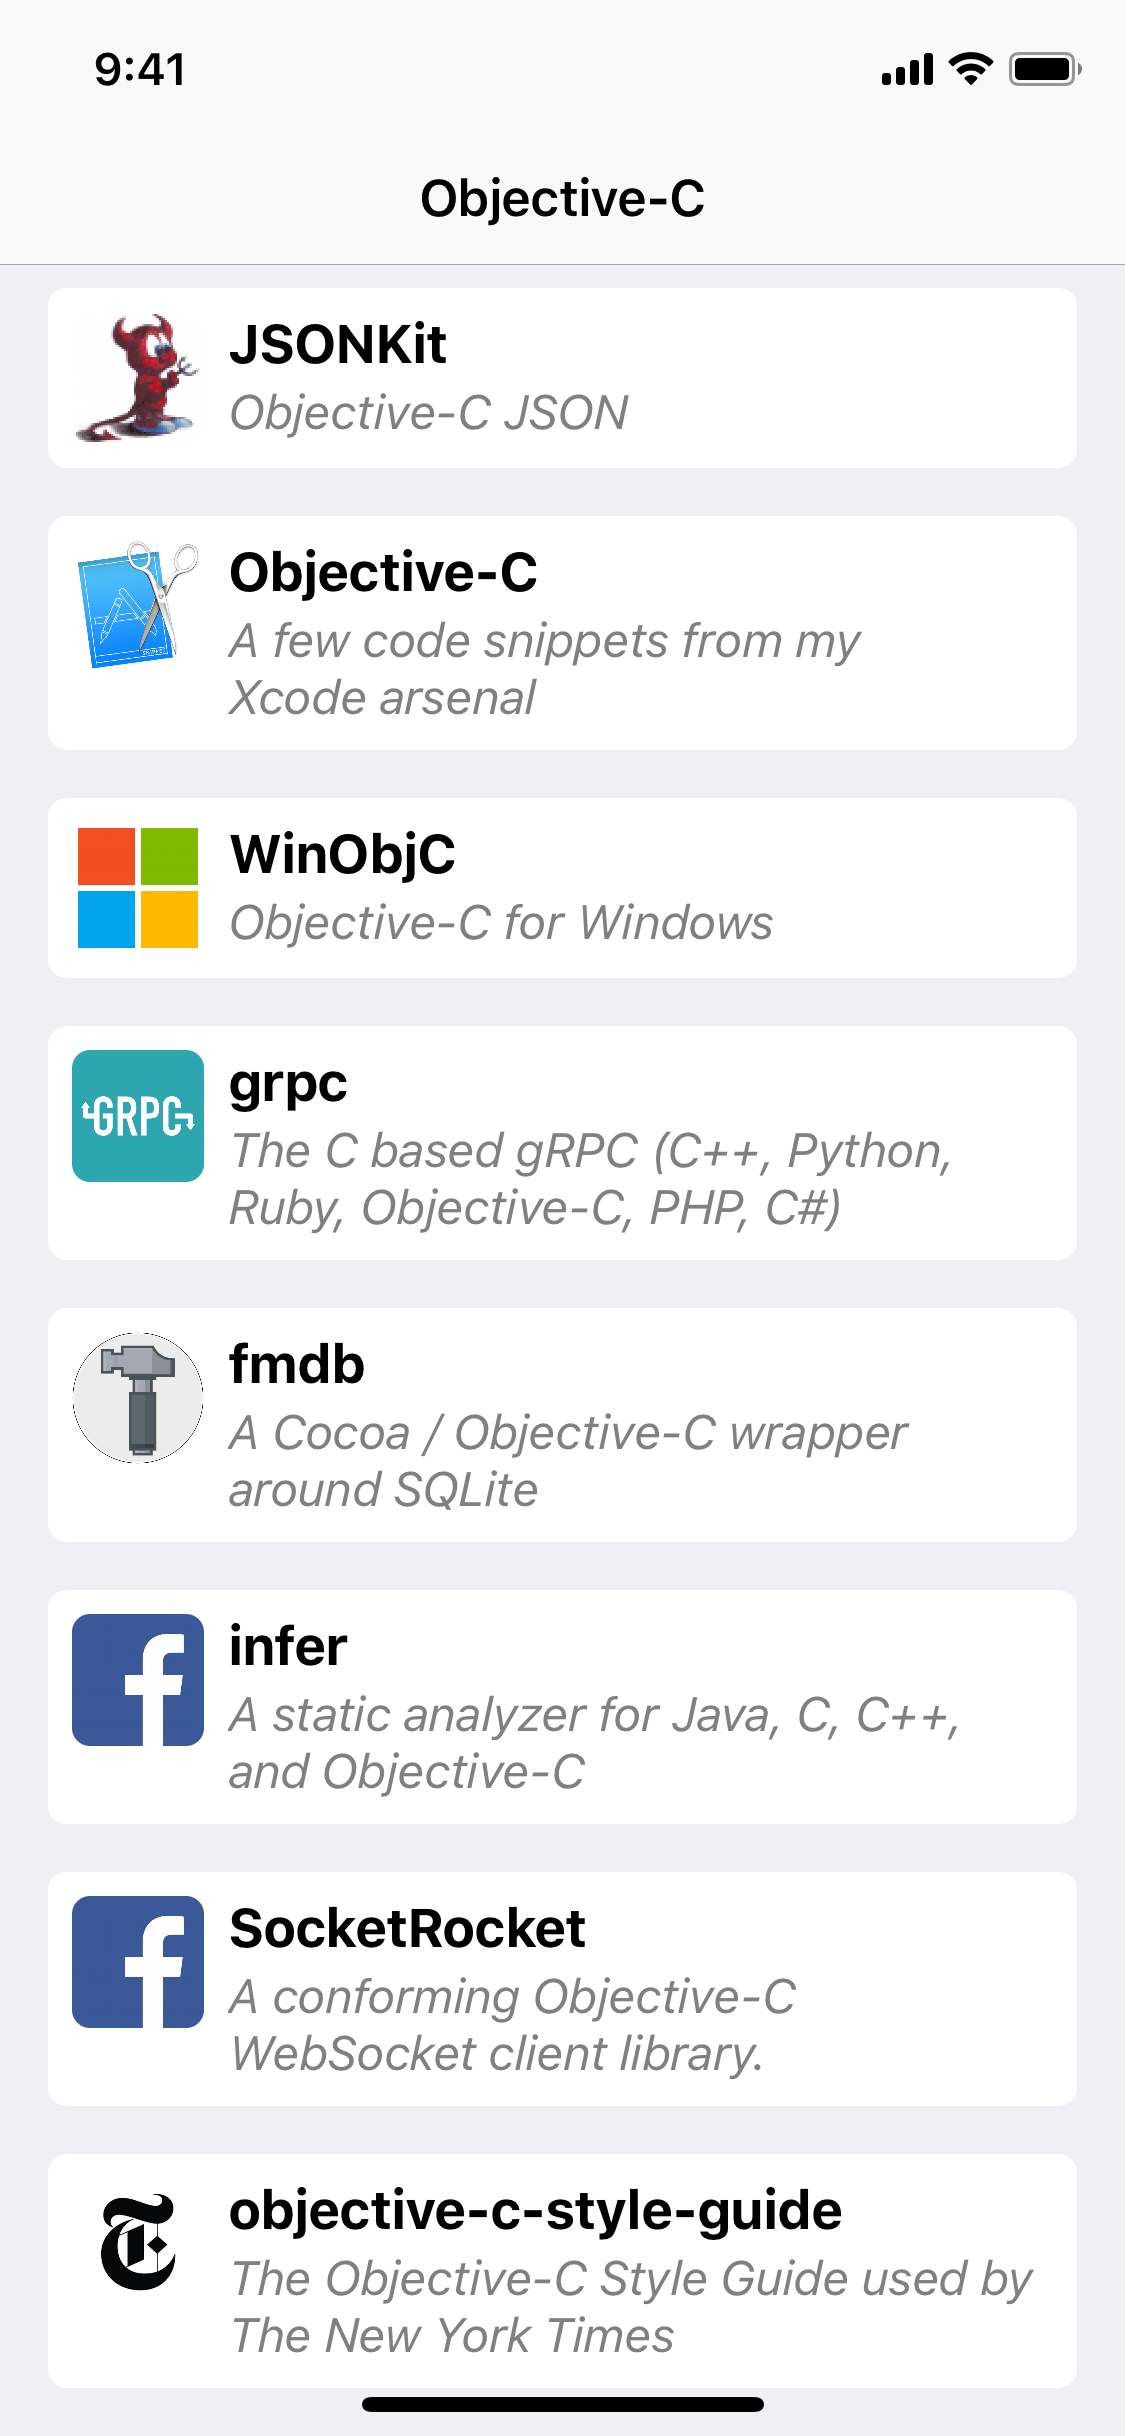 9:41
Objective-C
JSONKit
Objective-C JSON
Objective-C
A few code snippets from my
Xcode arsenal
WinObjC
Objective-C for Windows
GRPC
grpc
The C based gRPC (C++, Python,
Ruby, Objective-C, PHP, C#)
fmdb
A Cocoa / Objective-C wrapper
around SQLite
infer
A static analyzer for Java, C, C++,
and Objective-C
SocketRocket
A conforming Objective-C
WebSocket client library.
objective-c-style-guide
The Objective-C Style Guide used by
The New York Times